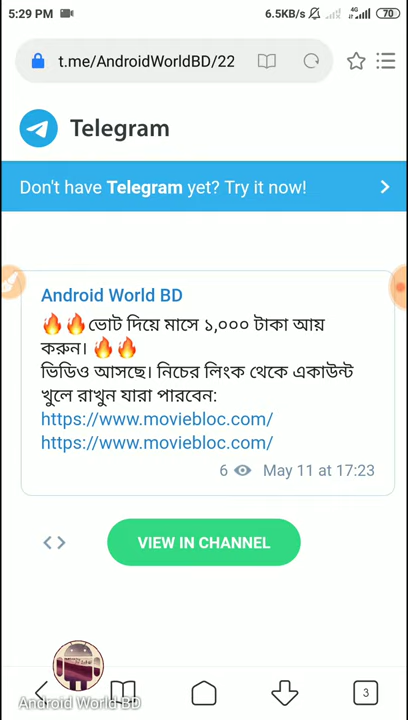 5:29 PM 6.5KB/s 4G 70
t.me/AndroidWorldBD/22
Telegram
Don't have Telegram yet? Try it now!
Android World BD
🔥🔥ভোট দিয়ে মাসে ১,০০০ টাকা আয়
করুন। 🔥🔥
ভিডিও আসছে। নিচের লিংক থেকে একাউন্ট
খুলে রাখুন যারা পারবেন:
https://www.moviebloc.com/
https://www.moviebloc.com/
6 May 11 at 17:23
VIEW IN CHANNEL
3
Android World BD